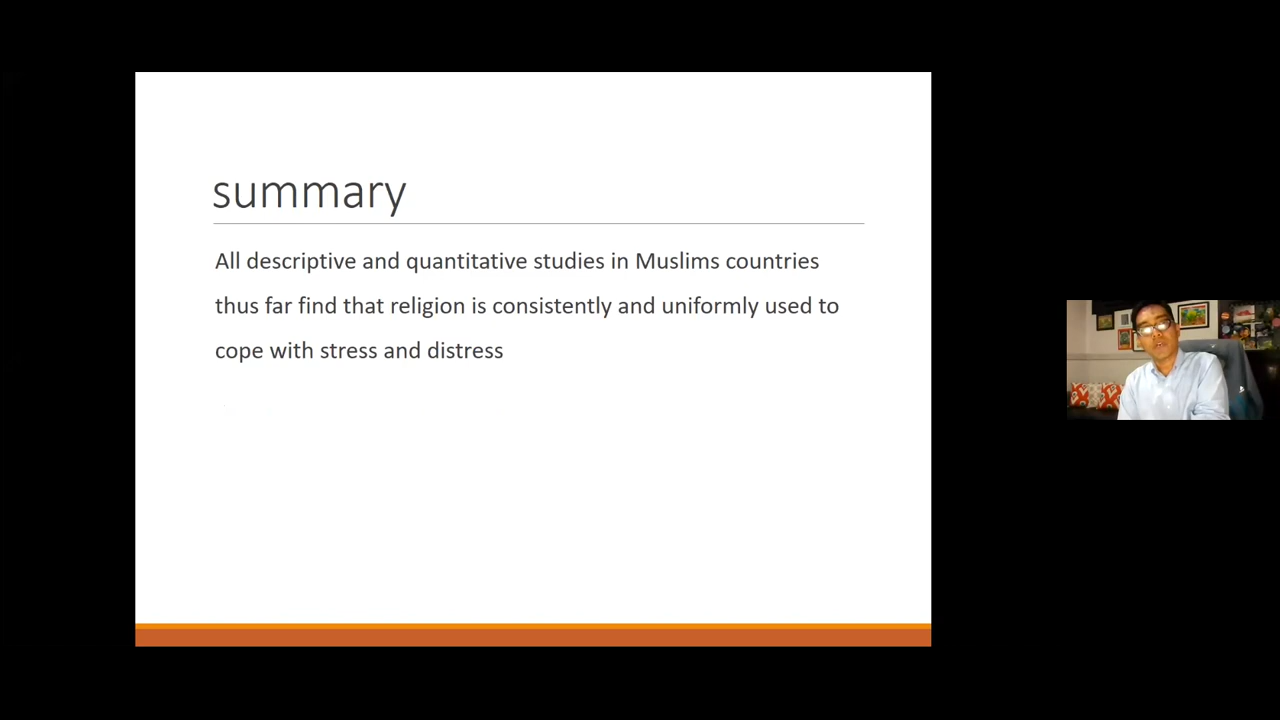 summary
All descriptive and quantitative studies in Muslims countries
thus far find that religion is consistently and uniformly used to
cope with stress and distress